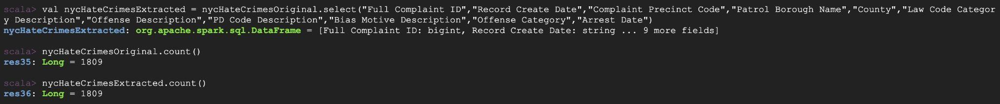 scala> val nycHateCrimesExtracted = nycHateCrimesOriginal.select("Full Complaint ID","Record Create Date","Complaint Precinct Code","Patrol Borough Name","County","Law Code Categor
y Description","Offense Description","PD Code Description","Bias Motive Description","Offense Category","Arrest Date")
nycHateCrimesExtracted: org.apache.spark.sql.DataFrame = [Full Complaint ID: bigint, Record Create Date: string ... 9 more fields]
scala> nycHateCrimesOriginal.count()
res35: Long = 1809
scala> nycHateCrimesExtracted.count()
res36: Long = 1809